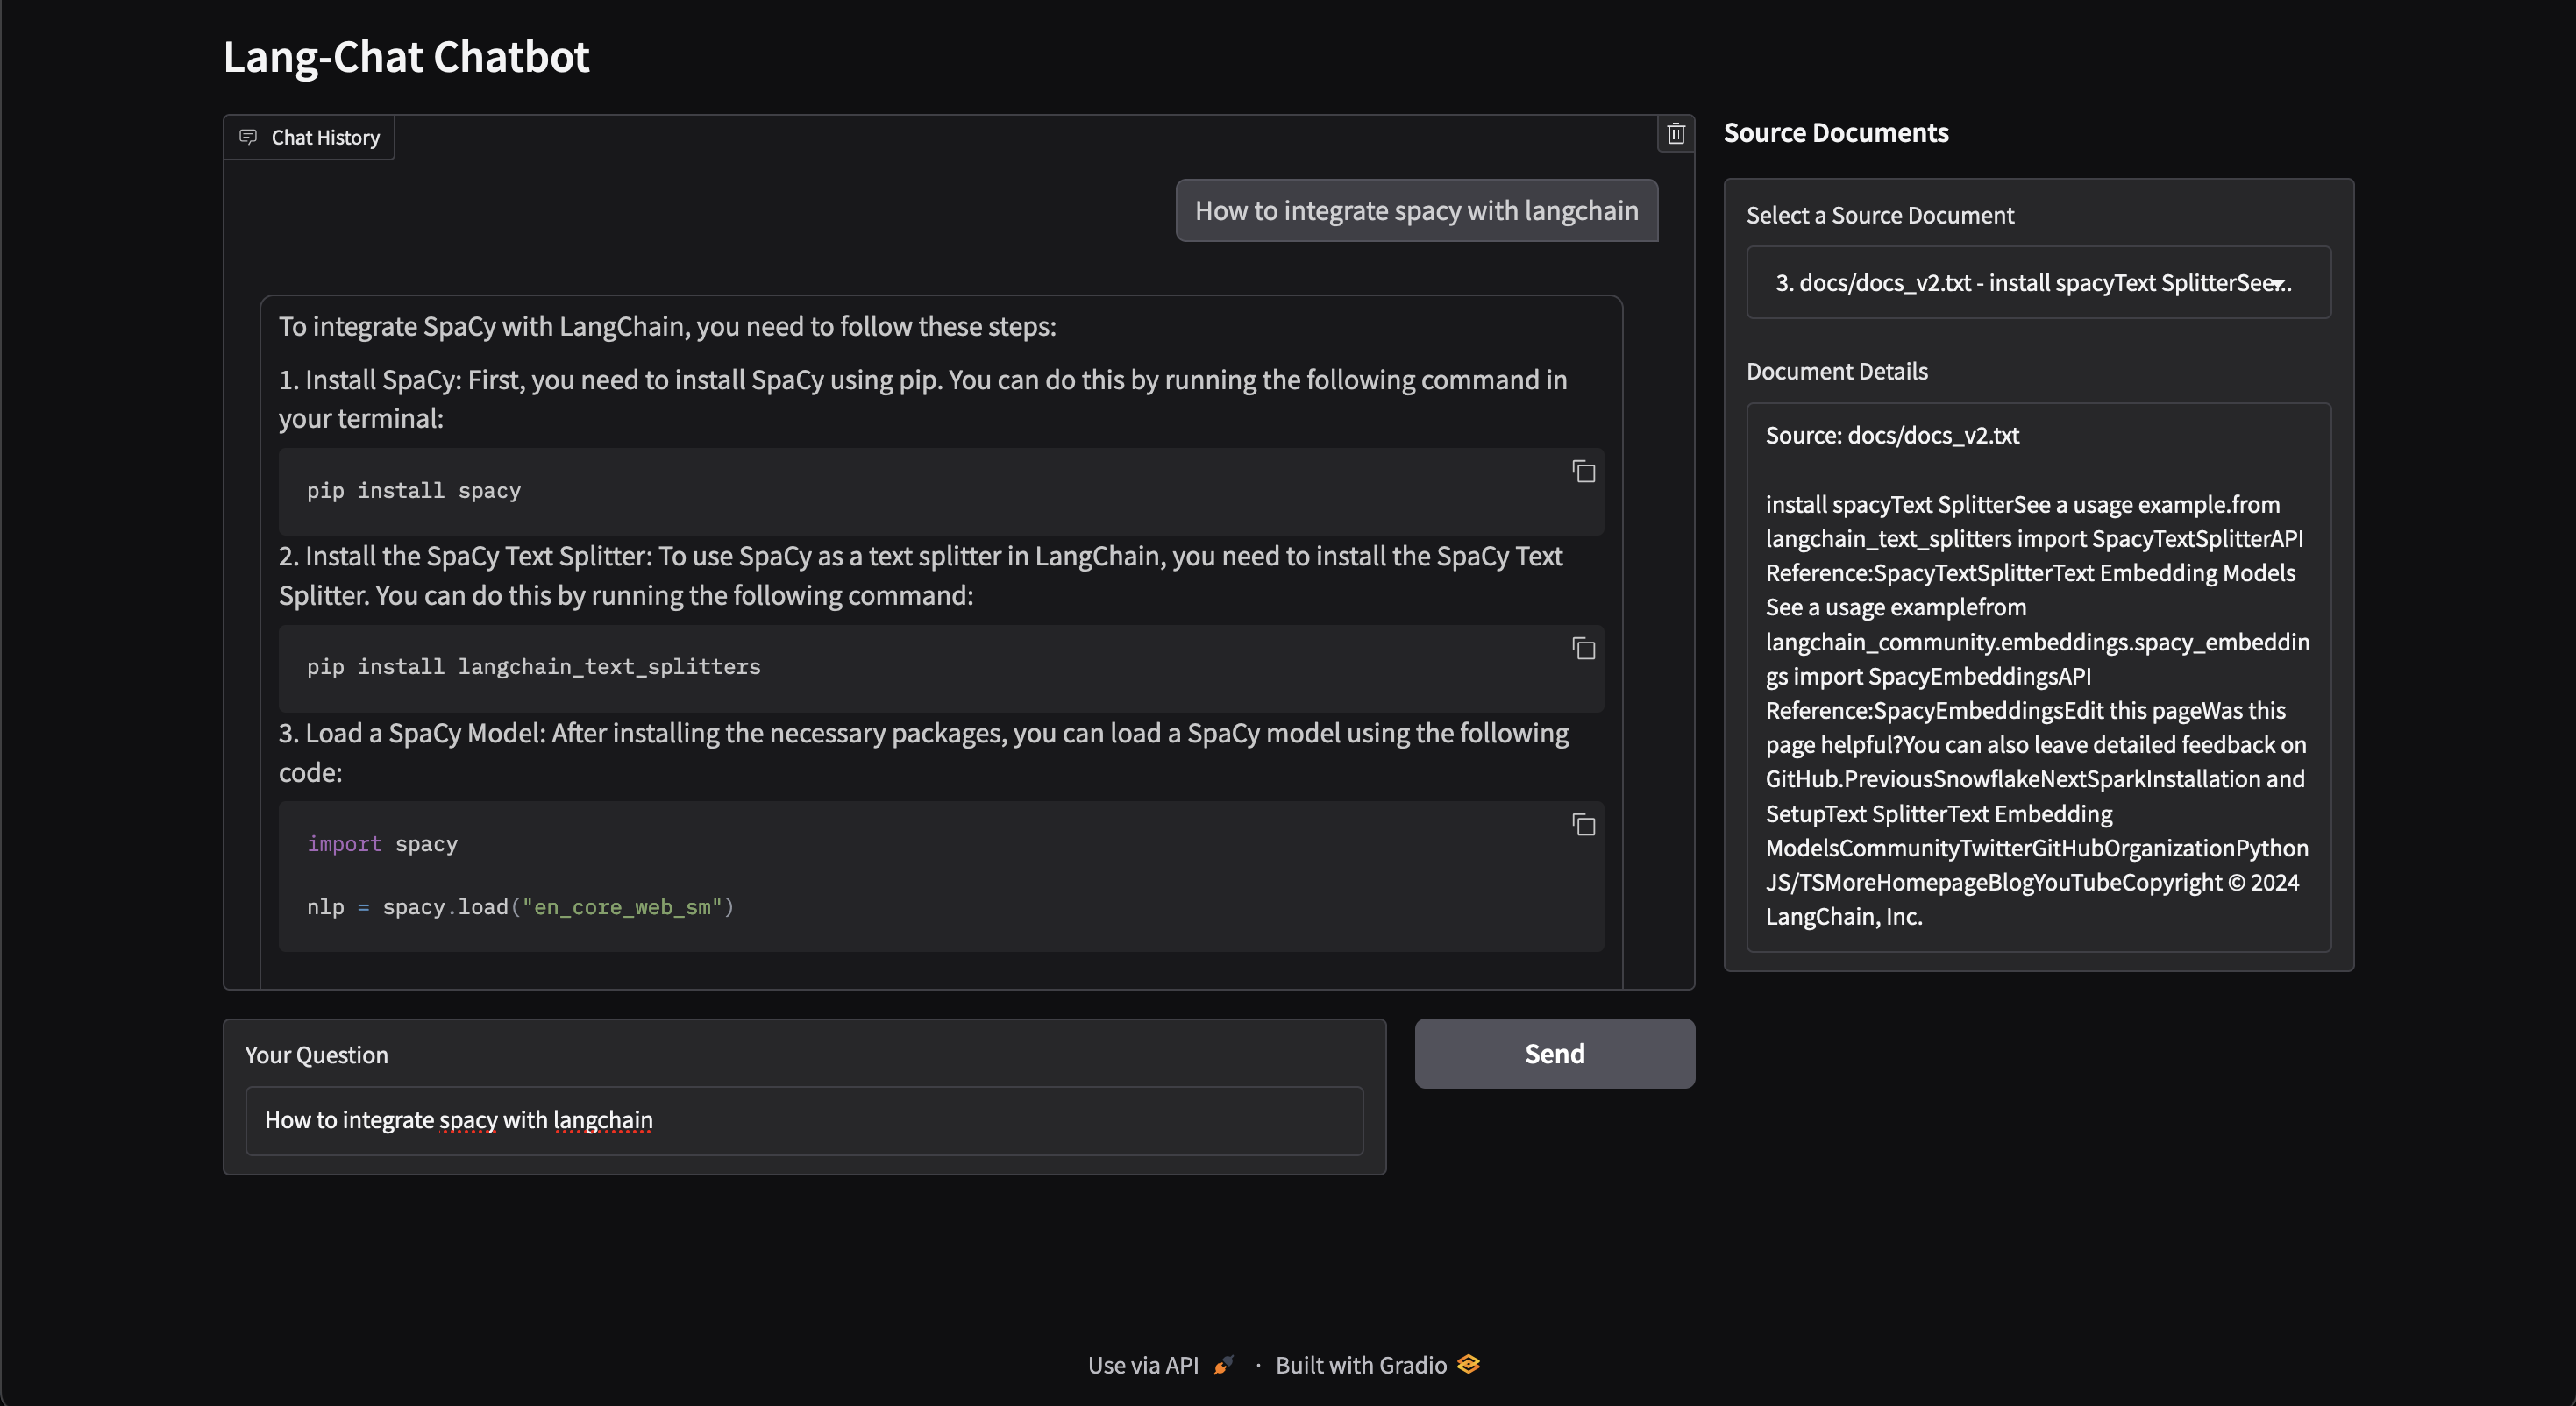 Lang-Chat Chatbot
Chat History
How to integrate spacy with langchain
To integrate SpaCy with LangChain, you need to follow these steps:
1. Install SpaCy: First, you need to install SpaCy using pip. You can do this by running the following command in
your terminal:
pip install spacy
2. Install the SpaCy Text Splitter: To use SpaCy as a text splitter in LangChain, you need to install the SpaCy Text
Splitter. You can do this by running the following command:
pip install langchain_text_splitters
3. Load a SpaCy Model: After installing the necessary packages, you can load a SpaCy model using the following
code:
import spacy
nlp = spacy.load("en_core_web_sm")
Your Question
How to integrate spacy with langchain
Send
Source Documents
Select a Source Document
3. docs/docs_v2.txt - install spacyText SplitterSee...
Document Details
Source: docs/docs_v2.txt
install spacyText SplitterSee a usage example.from
langchain_text_splitters import SpacyTextSplitterAPI
Reference:SpacyTextSplitterText Embedding Models
See a usage examplefrom
langchain_community.embeddings.spacy_embeddin
gs import SpacyEmbeddingsAPI
Reference:SpacyEmbeddingsEdit this pageWas this
page helpful?You can also leave detailed feedback on
GitHub.PreviousSnowflakeNextSparkInstallation and
SetupText SplitterText Embedding
ModelsCommunityTwitterGitHubOrganizationPython
JS/TSMoreHomepageBlogYouTubeCopyright © 2024
LangChain, Inc.
Use via API · Built with Gradio